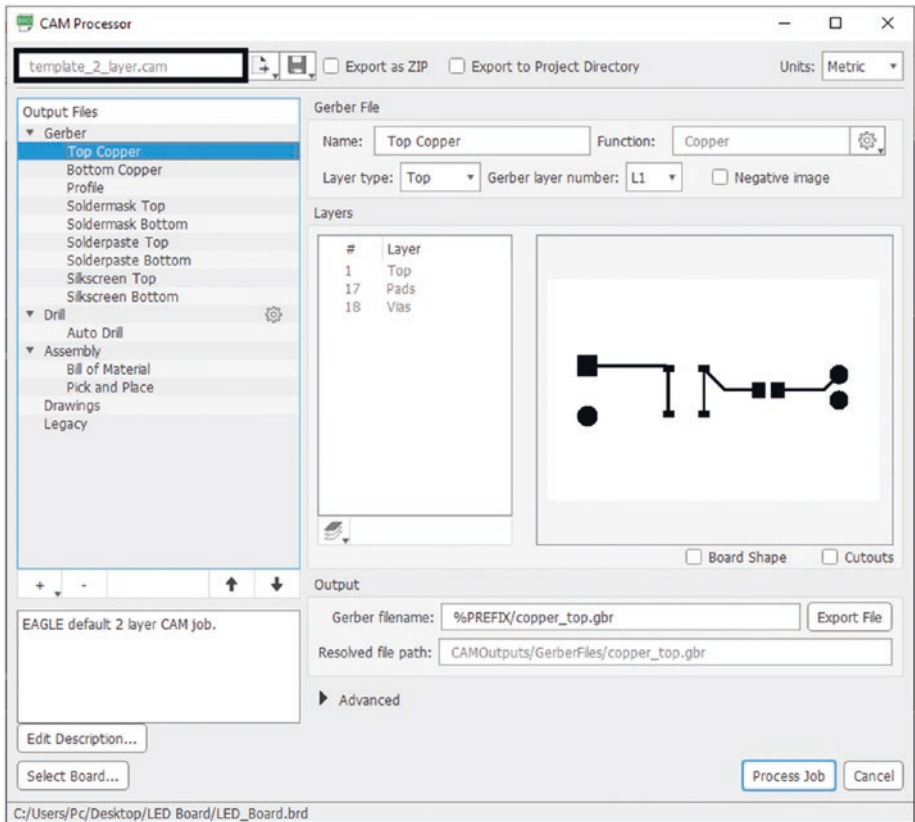 CAM Processor
template_2_layer.cam
Export as ZIP
Export to Project Directory
Units: Metric
Output Files
Gerber
Top Copper
Bottom Copper
Profile
Soldermask Top
Soldermask Bottom
Solderpaste Top
Solderpaste Bottom
Silkscreen Top
Silkscreen Bottom
Drill
Auto Drill
Assembly
Bill of Material
Pick and Place
Drawings
Legacy
+ -
EAGLE default 2 layer CAM job.
Edit Description...
Select Board...
Gerber File
Name: Top Copper Function: Copper
Layer type: Top Gerber layer number: L1 Negative image
Layers
# Layer
1 Top
17 Pads
18 Vias
Board Shape Cutouts
Output
Gerber filename: %PREFIX/copper_top.gbr Export File
Resolved file path: CAMOutputs/GerberFiles/copper_top.gbr
Advanced
Process Job Cancel
C:/Users/Pc/Desktop/LED Board/LED_Board.brd